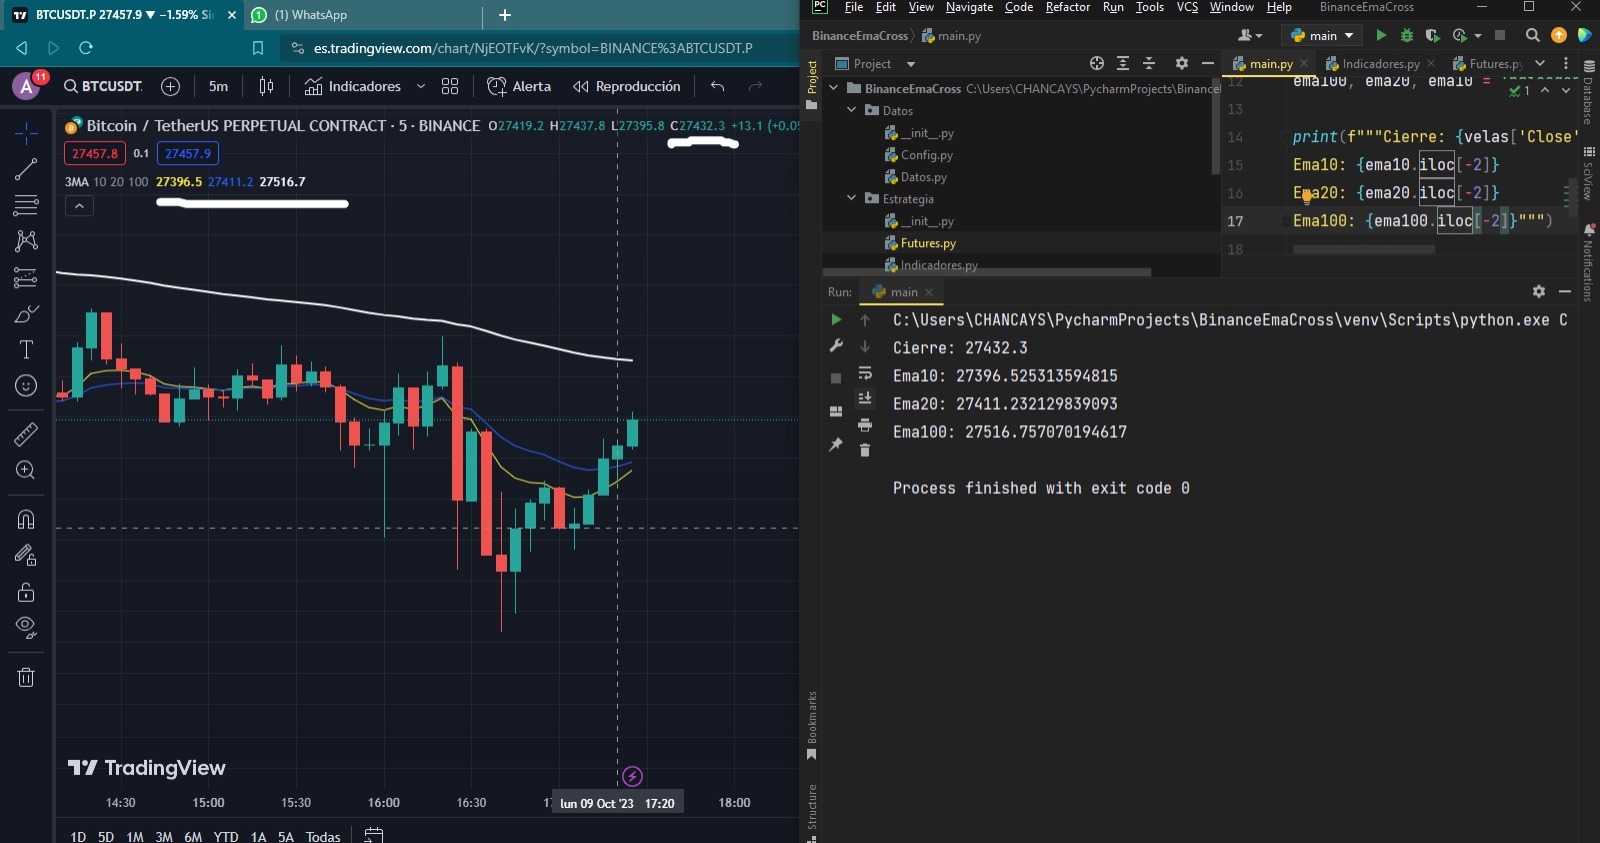 BTCUSDT.P 27457.9 ▼ −1.59%
(1) WhatsApp
es.tradingview.com/chart/NjEOTFvK/?symbol=BINANCE%3ABTCUSDT.P
A
11
BTCUSDT.
5m
Indicadores
Alerta
Reproducción
Bitcoin / TetherUS PERPETUAL CONTRACT · 5 · BINANCE O27419.2 H27437.8 L27395.8 C27432.3 +13.1
27457.8 0.1 27457.9
3MA 10 20 100 27396.5 27411.2 27516.7
TradingView
14:30 15:00 15:30 16:00 16:30 lun 09 Oct '23 17:20 18:00
1D 5D 1M 3M 6M YTD 1A 5A Todas
PC File Edit View Navigate Code Refactor Run Tools VCS Window Help BinanceEmaCross
BinanceEmaCross main.py
main
Project
main.py Indicadores.py Futures.py
BinanceEmaCross C:\Users\CHANCAYS\PycharmProjects\Binance
Datos
__init__.py
Config.py
Datos.py
Estrategia
__init__.py
Futures.py
Indicadores.py
12 ema100, ema20, ema10 =
1
13
14 print(f"""Cierre: {velas['Close'
15 Ema10: {ema10.iloc[-2]}
16 Ema20: {ema20.iloc[-2]}
17 Ema100: {ema100.iloc[-2]}""")
18
Project
Database
SciView
Notifications
Run: main
C:\Users\CHANCAYS\PycharmProjects\BinanceEmaCross\venv\Scripts\python.exe C
Cierre: 27432.3
Ema10: 27396.525313594815
Ema20: 27411.232129839093
Ema100: 27516.757070194617
Process finished with exit code 0
Bookmarks
Structure